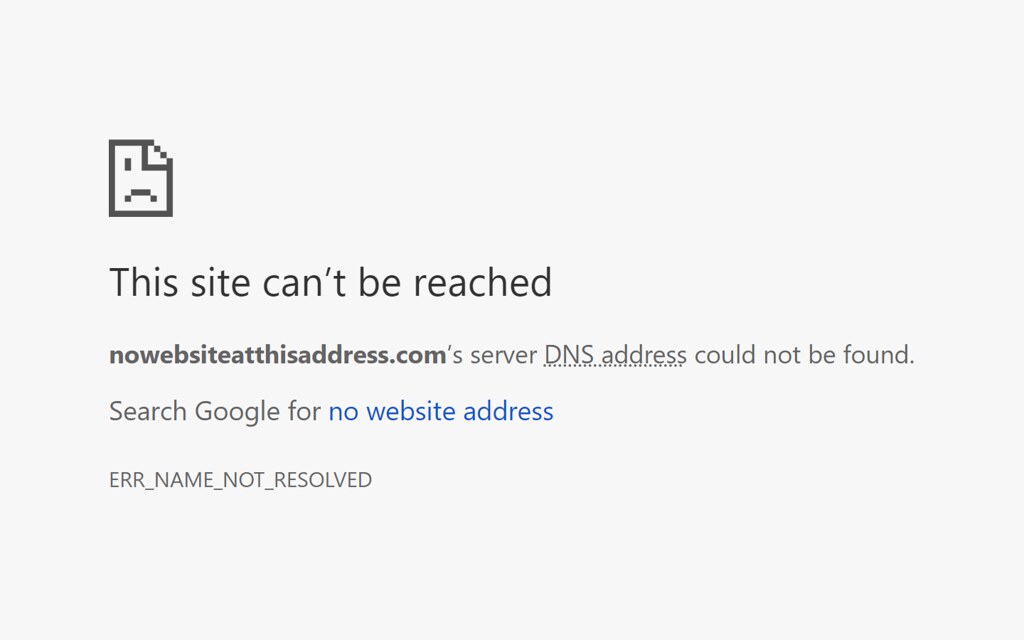 This site can’t be reached
nowebsiteatthisaddress.com’s server DNS address could not be found.
Search Google for no website address
ERR_NAME_NOT_RESOLVED